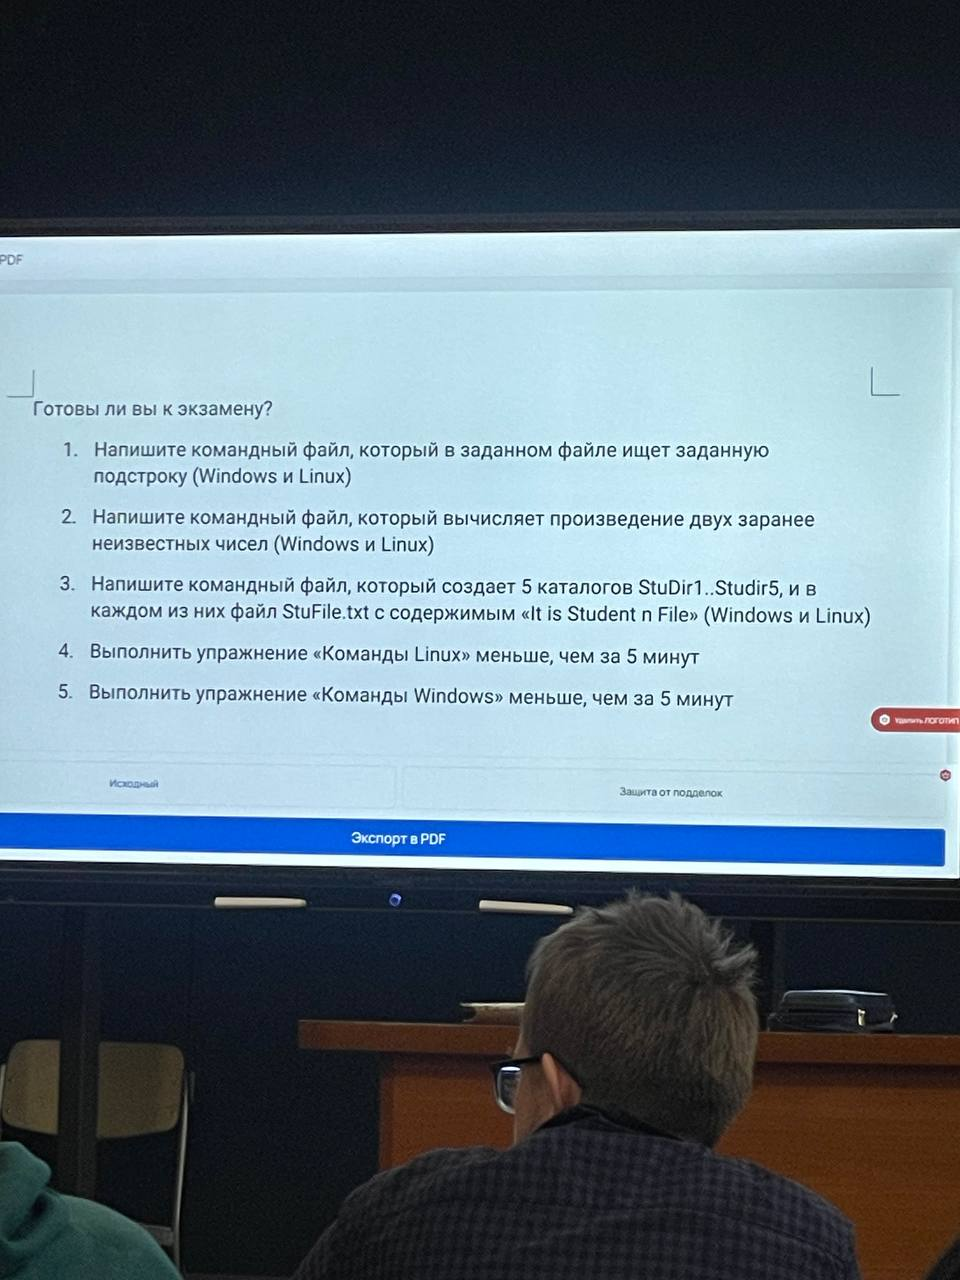 PDF
Готовы ли вы к экзамену?
1. Напишите командный файл, который в заданном файле ищет заданную
подстроку (Windows и Linux)
2. Напишите командный файл, который вычисляет произведение двух заранее
неизвестных чисел (Windows и Linux)
3. Напишите командный файл, который создает 5 каталогов StuDir1..Studir5, и в
каждом из них файл StuFile.txt с содержимым «It is Student n File» (Windows и Linux)
4. Выполнить упражнение «Команды Linux» меньше, чем за 5 минут
5. Выполнить упражнение «Команды Windows» меньше, чем за 5 минут
Удалить ЛОГОТИП
Исходный
Защита от подделок
Экспорт в PDF